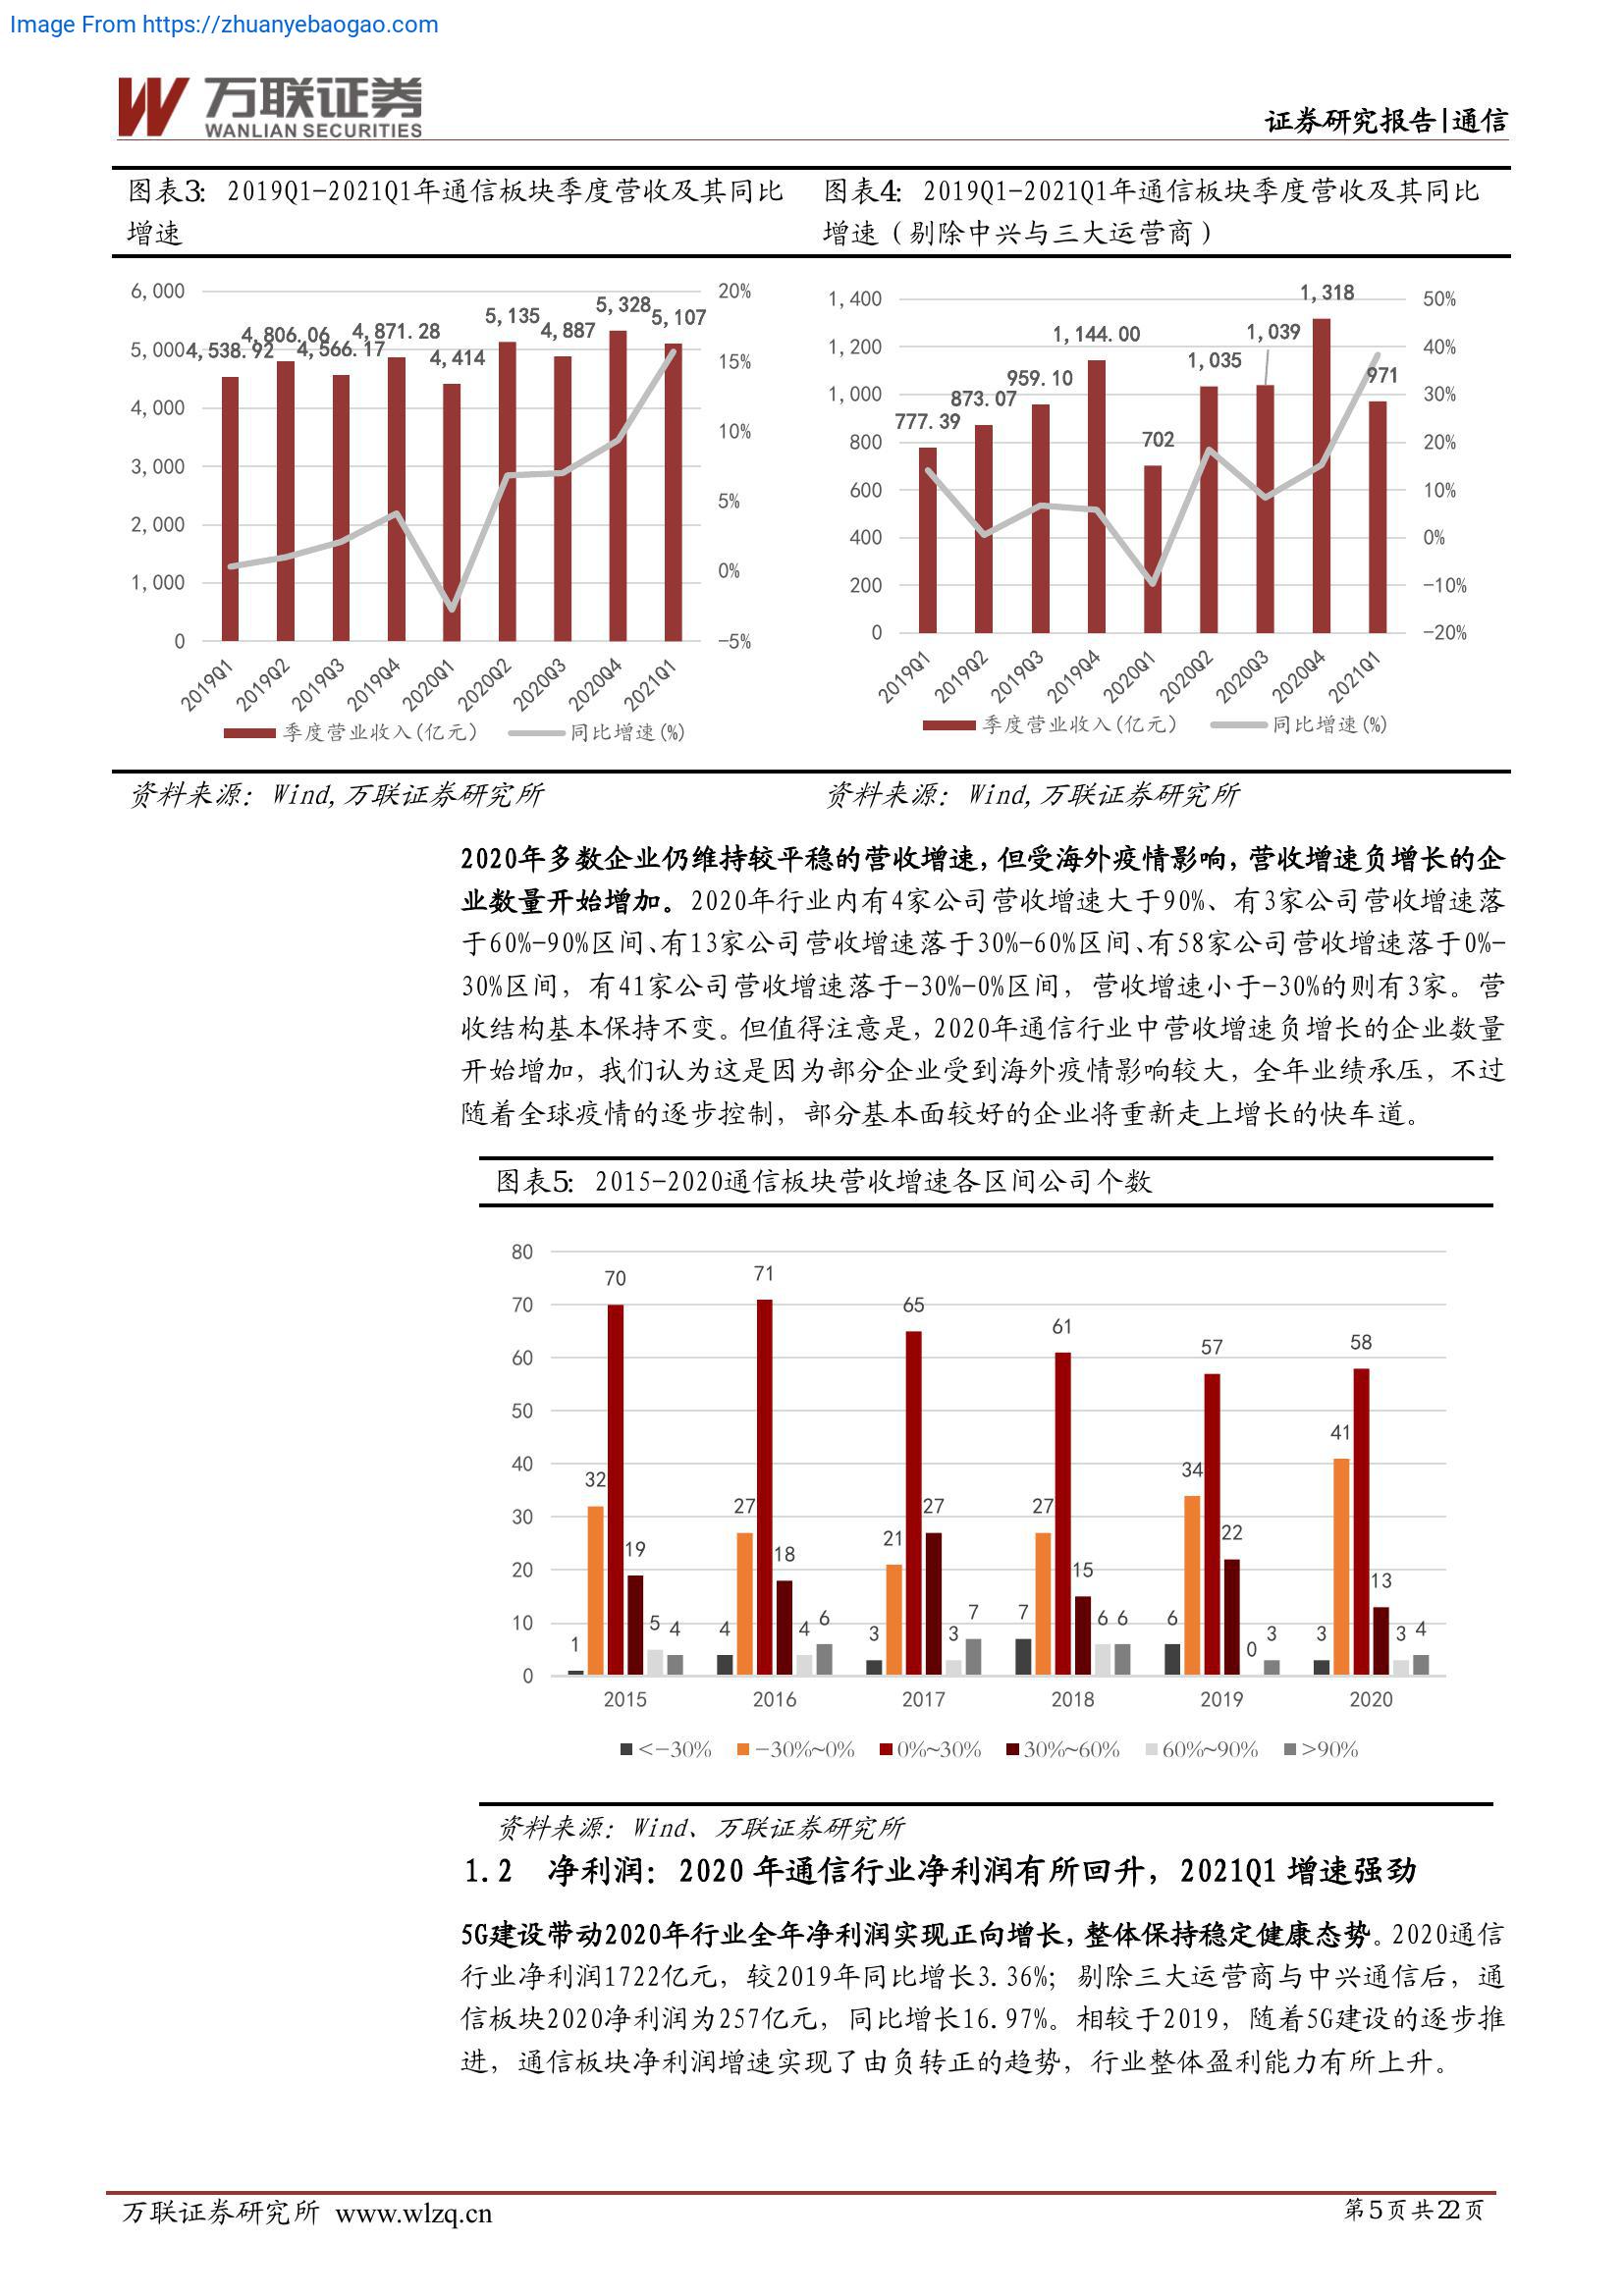 Image From https://zhuanyebaogao.com
万联证券
WANLIAN SECURITIES
证券研究报告|通信
图表3: 2019Q1-2021Q1年通信板块季度营收及其同比
增速
图表4: 2019Q1-2021Q1年通信板块季度营收及其同比
增速（剔除中兴与三大运营商）
6,000
5,000
4,000
3,000
2,000
1,000
0
20%
15%
10%
5%
0%
-5%
4,538.92
4,806.06
4,566.17
4,871.28
4,414
5,135
4,887
5,328
5,107
2019Q1
2019Q2
2019Q3
2019Q4
2020Q1
2020Q2
2020Q3
2020Q4
2021Q1
季度营业收入(亿元)
同比增速(%)
1,400
1,200
1,000
800
600
400
200
0
50%
40%
30%
20%
10%
0%
-10%
-20%
777.39
873.07
959.10
1,144.00
702
1,035
1,039
1,318
971
2019Q1
2019Q2
2019Q3
2019Q4
2020Q1
2020Q2
2020Q3
2020Q4
2021Q1
季度营业收入(亿元)
同比增速(%)
资料来源: Wind,万联证券研究所
资料来源: Wind,万联证券研究所
2020年多数企业仍维持较平稳的营收增速，但受海外疫情影响，营收增速负增长的企
业数量开始增加。2020年行业内有4家公司营收增速大于90%、有3家公司营收增速落
于60%-90%区间、有13家公司营收增速落于30%-60%区间、有58家公司营收增速落于0%-
30%区间，有41家公司营收增速落于-30%-0%区间，营收增速小于-30%的则有3家。营
收结构基本保持不变。但值得注意是，2020年通信行业中营收增速负增长的企业数量
开始增加，我们认为这是因为部分企业受到海外疫情影响较大，全年业绩承压，不过
随着全球疫情的逐步控制，部分基本面较好的企业将重新走上增长的快车道。
图表5: 2015-2020通信板块营收增速各区间公司个数
80
70
60
50
40
30
20
10
0
1
32
70
19
5
4
4
27
71
18
4
6
3
21
65
27
3
7
7
27
61
15
6
6
6
34
57
22
0
3
3
41
58
13
3
4
2015
2016
2017
2018
2019
2020
<-30%
-30%~0%
0%~30%
30%~60%
60%~90%
>90%
资料来源: Wind、万联证券研究所
1.2 净利润：2020 年通信行业净利润有所回升，2021Q1 增速强劲
5G建设带动2020年行业全年净利润实现正向增长，整体保持稳定健康态势。2020通信
行业净利润1722亿元，较2019年同比增长3.36%；剔除三大运营商与中兴通信后，通
信板块2020净利润为257亿元，同比增长16.97%。相较于2019，随着5G建设的逐步推
进，通信板块净利润增速实现了由负转正的趋势，行业整体盈利能力有所上升。
万联证券研究所 www.wlzq.cn
第5页共22页